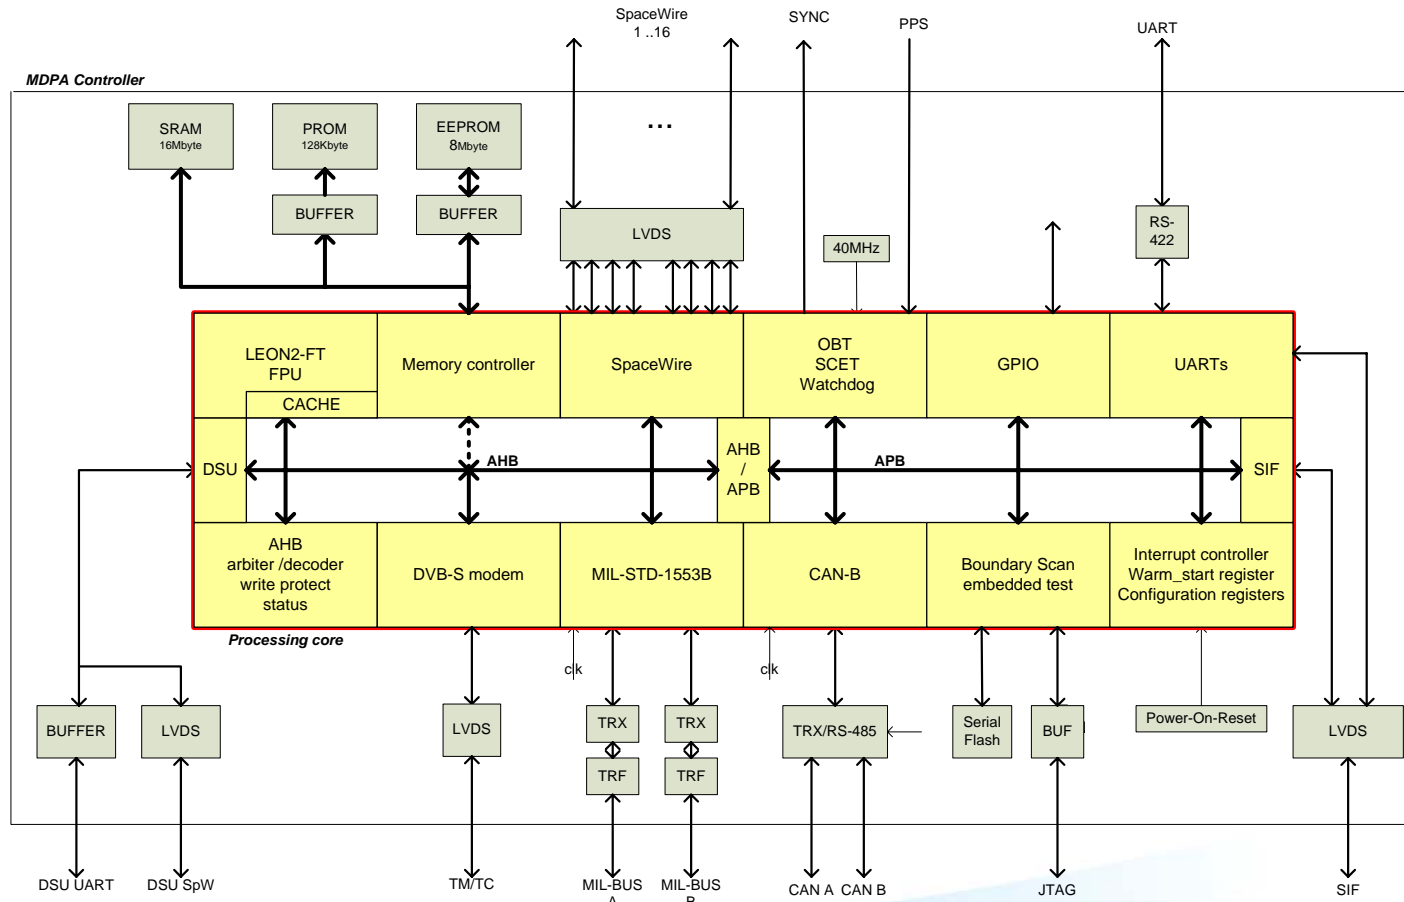 SpaceWire
1 ..16
SYNC
PPS
UART
MDPA Controller
SRAM
16Mbyte
PROM
128Kbyte
EEPROM
8Mbyte
...
BUFFER
BUFFER
LVDS
40MHz
RS-
422
LEON2-FT
FPU
CACHE
Memory controller
SpaceWire
OBT
SCET
Watchdog
GPIO
UARTs
DSU
AHB
AHB
/
APB
APB
SIF
AHB
arbiter /decoder
write protect
status
DVB-S modem
MIL-STD-1553B
CAN-B
Boundary Scan
embedded test
Interrupt controller
Warm_start register
Configuration registers
Processing core
clk
clk
BUFFER
LVDS
LVDS
TRX
TRX
TRF
TRF
TRX/RS-485
Serial
Flash
BUF
Power-On-Reset
LVDS
DSU UART
DSU SpW
TM/TC
MIL-BUS
A
MIL-BUS
B
CAN A
CAN B
JTAG
SIF